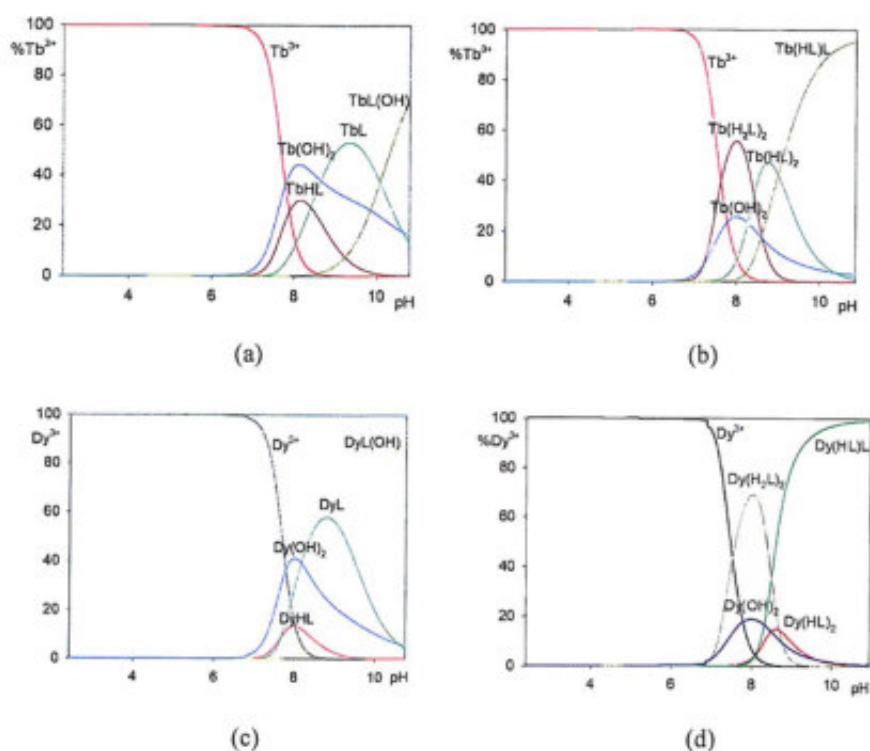 100
%Tb³⁺
80
60
40
20
0
Tb³⁺
TbL(OH)
Tb(OH)₂
TbL
TbHL
4 6 8 10
pH
(a)
100
%Tb³⁺
80
60
40
20
0
Tb³⁺
Tb(HL)L
Tb(H₂L)₂
Tb(HL)₂
Tb(OH)₂
4 6 8 10
pH
(b)
100
Dy³⁺
80
60
40
20
0
Dy³⁺
DyL(OH)
DyL
Dy(OH)₂
DyHL
4 6 8 10
pH
(c)
100
%Dy³⁺
80
60
40
20
0
Dy³⁺
Dy(HL)L
Dy(H₂L)₂
Dy(OH)₂
Dy(HL)₂
4 6 8 10
pH
(d)